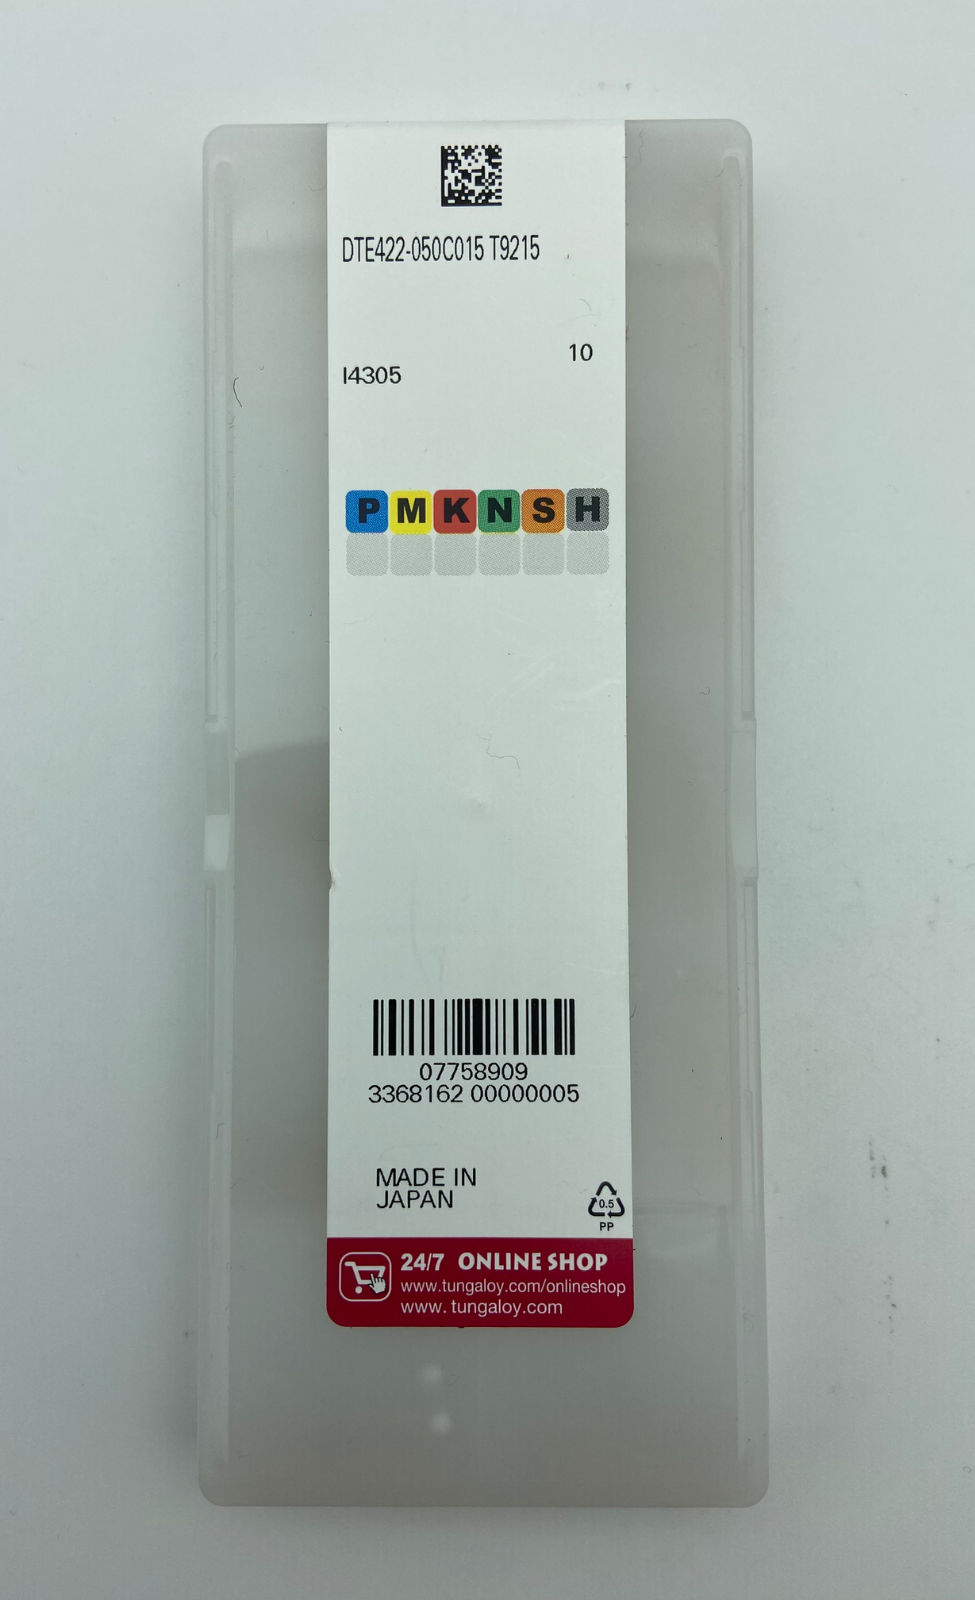 DTE422-050C015 T9215
10
I4305
P M K N S H
07758909
3368162 00000005
MADE IN
JAPAN
0.5
PP
24/7 ONLINE SHOP
www.tungaloy.com/onlineshop
www.tungaloy.com